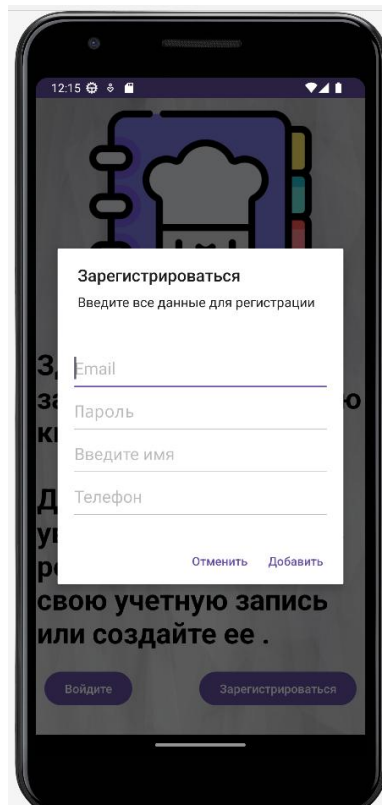 12:15
Зарегистрироваться
Введите все данные для регистрации
Email
Пароль
Введите имя
Телефон
Отменить Добавить
свою учетную запись
или создайте ее .
Войдите Зарегистрироваться